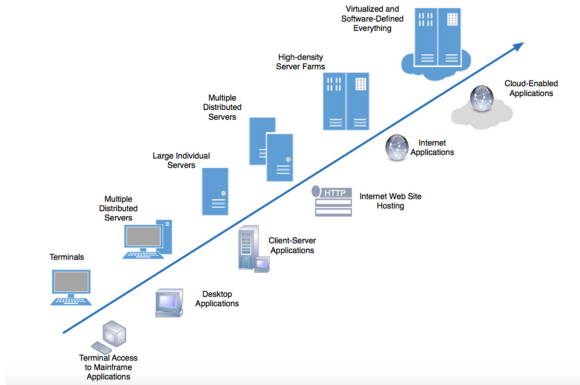 Virtualized and
Software-Defined
Everything
High-density
Server Farms
Cloud-Enabled
Applications
Multiple
Distributed
Servers
Internet
Applications
Large Individual
Servers
HTTP
Internet Web Site
Hosting
Multiple
Distributed
Servers
Client-Server
Applications
Terminals
Desktop
Applications
Terminal Access
to Mainframe
Applications